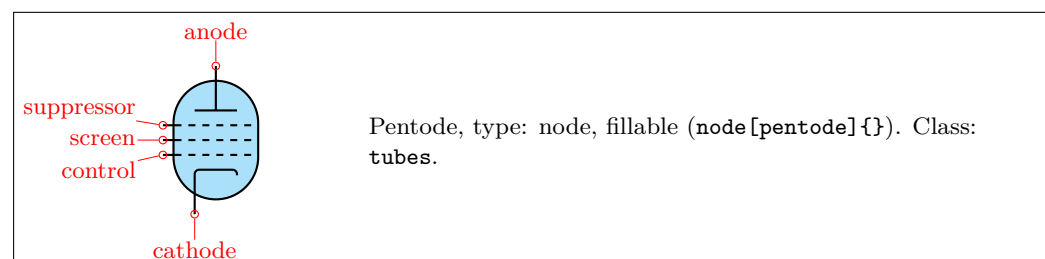 anode
suppressor
screen
control
cathode
Pentode, type: node, fillable (node[pentode]{}). Class:
tubes.